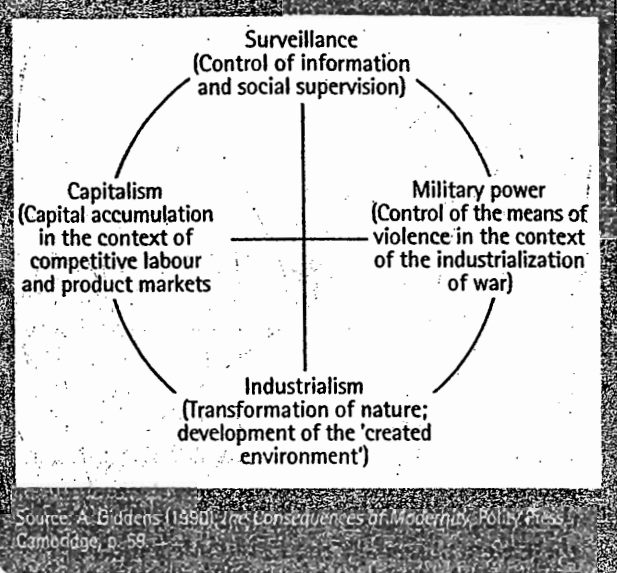 Surveillance
(Control of information
and social supervision)
Capitalism
(Capital accumulation
in the context of
competitive labour
and product markets
Military power
(Control of the means of
violence in the context
of the industrialization
of war)
Industrialism
(Transformation of nature;
development of the 'created
environment')
Source: A. Giddens (1990), The Consequences of Modernity, Polity Press,
Cambridge, p. 59